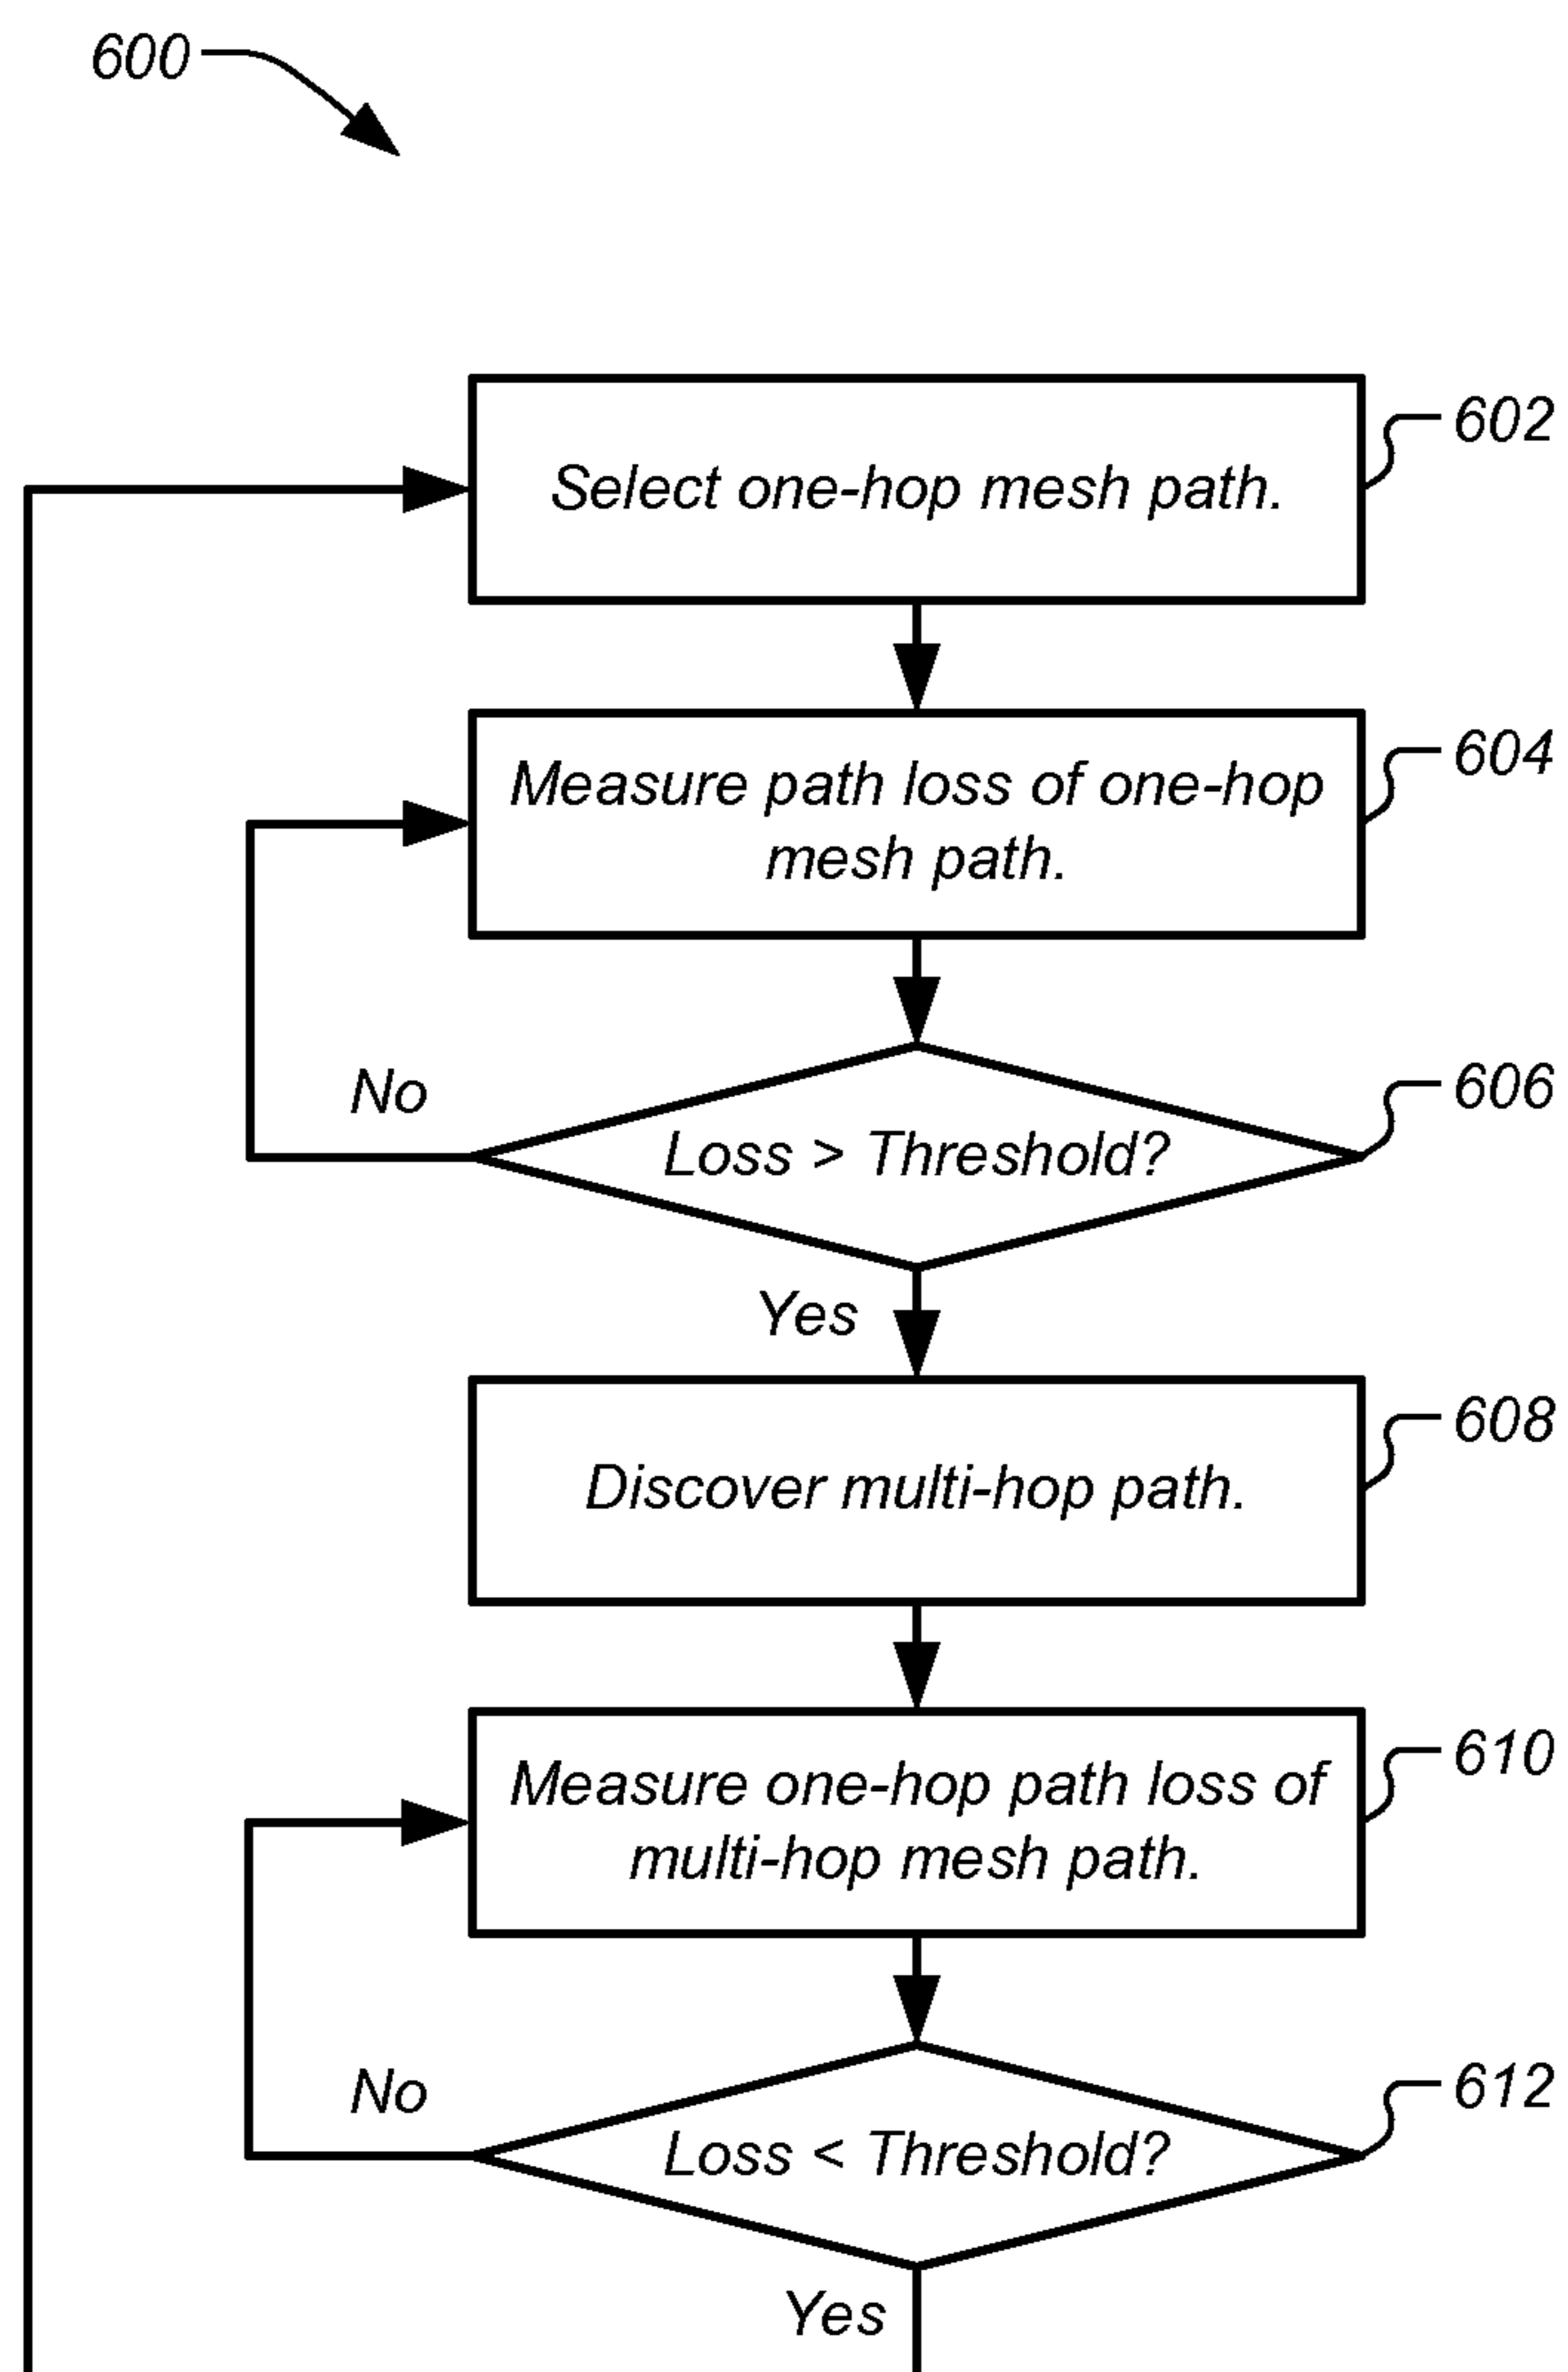 600
602
Select one-hop mesh path.
604
Measure path loss of one-hop
mesh path.
606
No
Loss > Threshold?
Yes
608
Discover multi-hop path.
610
Measure one-hop path loss of
multi-hop mesh path.
612
No
Loss < Threshold?
Yes